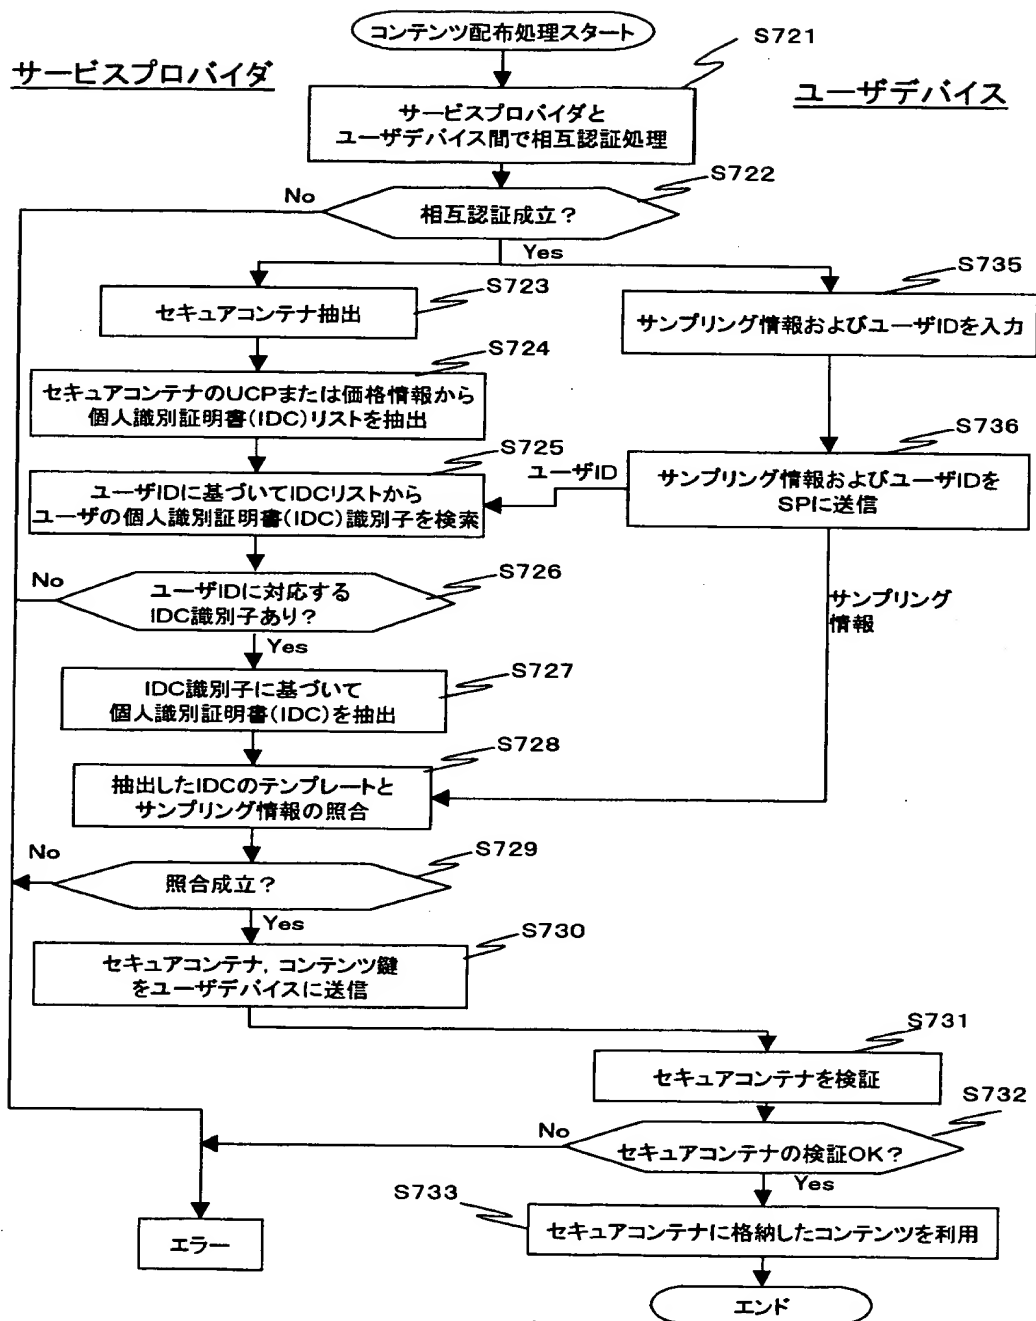 コンテンツ配布処理スタート
S721
サービスプロバイダ
ユーザデバイス
サービスプロバイダと
ユーザデバイス間で相互認証処理
S722
No
相互認証成立？
Yes
S723
S735
セキュアコンテナ抽出
サンプリング情報およびユーザIDを入力
S724
セキュアコンテナのUCPまたは価格情報から
個人識別証明書(IDC)リストを抽出
S736
S725
ユーザID
サンプリング情報およびユーザIDを
SPに送信
ユーザIDに基づいてIDCリストから
ユーザの個人識別証明書(IDC)識別子を検索
No
S726
ユーザIDに対応する
IDC識別子あり？
サンプリング
情報
Yes
S727
IDC識別子に基づいて
個人識別証明書(IDC)を抽出
S728
抽出したIDCのテンプレートと
サンプリング情報の照合
No
S729
照合成立？
Yes
S730
セキュアコンテナ，コンテンツ鍵
をユーザデバイスに送信
S731
セキュアコンテナを検証
S732
No
セキュアコンテナの検証OK？
Yes
S733
セキュアコンテナに格納したコンテンツを利用
エラー
エンド